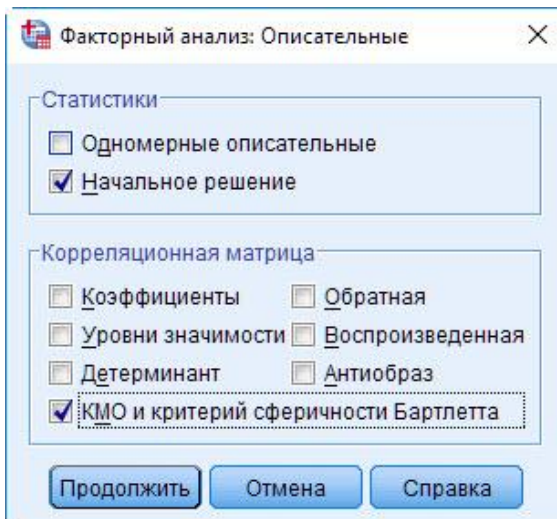 Факторный анализ: Описательные
Статистики
Одномерные описательные
Начальное решение
Корреляционная матрица
Коэффициенты Обратная
Уровни значимости Воспроизведенная
Детерминант Антиобраз
КМО и критерий сферичности Бартлетта
Продолжить Отмена Справка